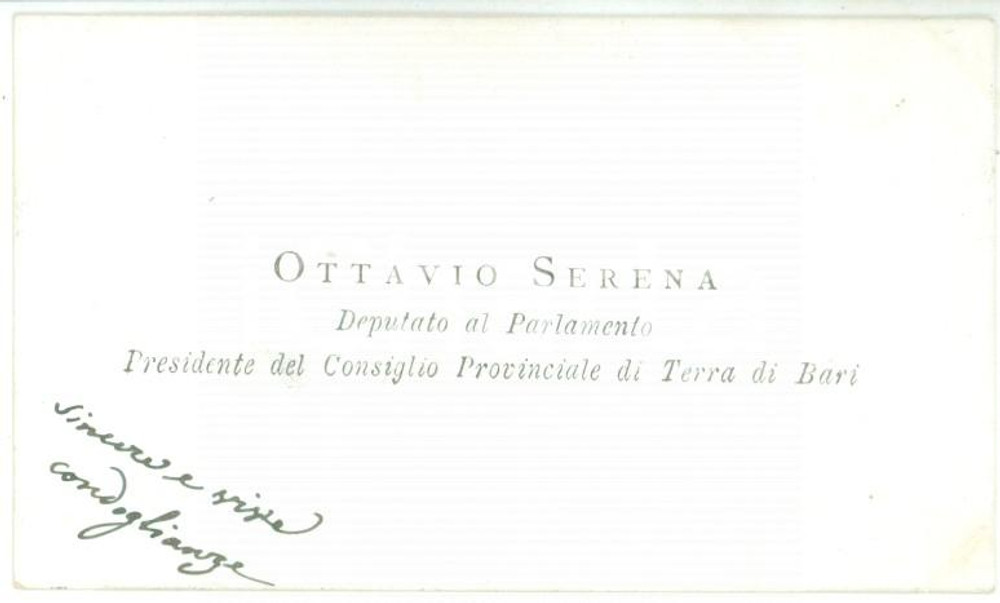 OTTAVIO SERENA
Deputato al Parlamento
Presidente del Consiglio Provinciale di Terra di Bari
sincere e vive
condoglianze